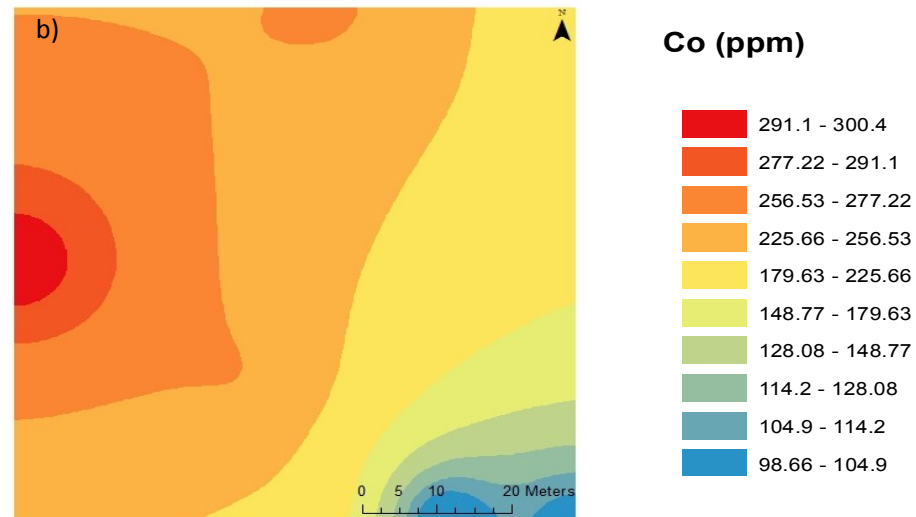 b)
N
Co (ppm)
291.1 - 300.4
277.22 - 291.1
256.53 - 277.22
225.66 - 256.53
179.63 - 225.66
148.77 - 179.63
128.08 - 148.77
114.2 - 128.08
104.9 - 114.2
98.66 - 104.9
0 5 10 20 Meters